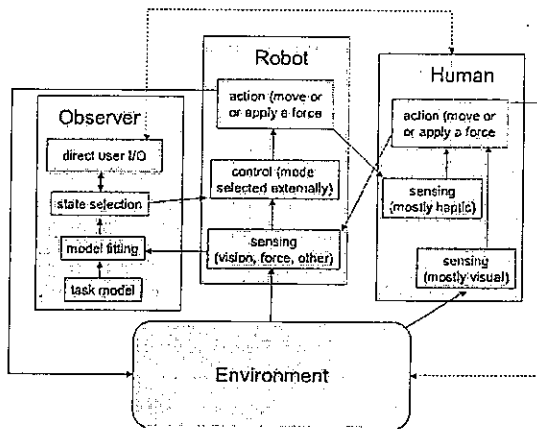 Robot
action (move or
or apply a force
control (mode
selected externally)
sensing
(vision, force, other)
Human
action (move or
or apply a force
sensing
(mostly haptic)
sensing
(mostly visual)
Observer
direct user I/O
state selection
model fitting
task model
Environment